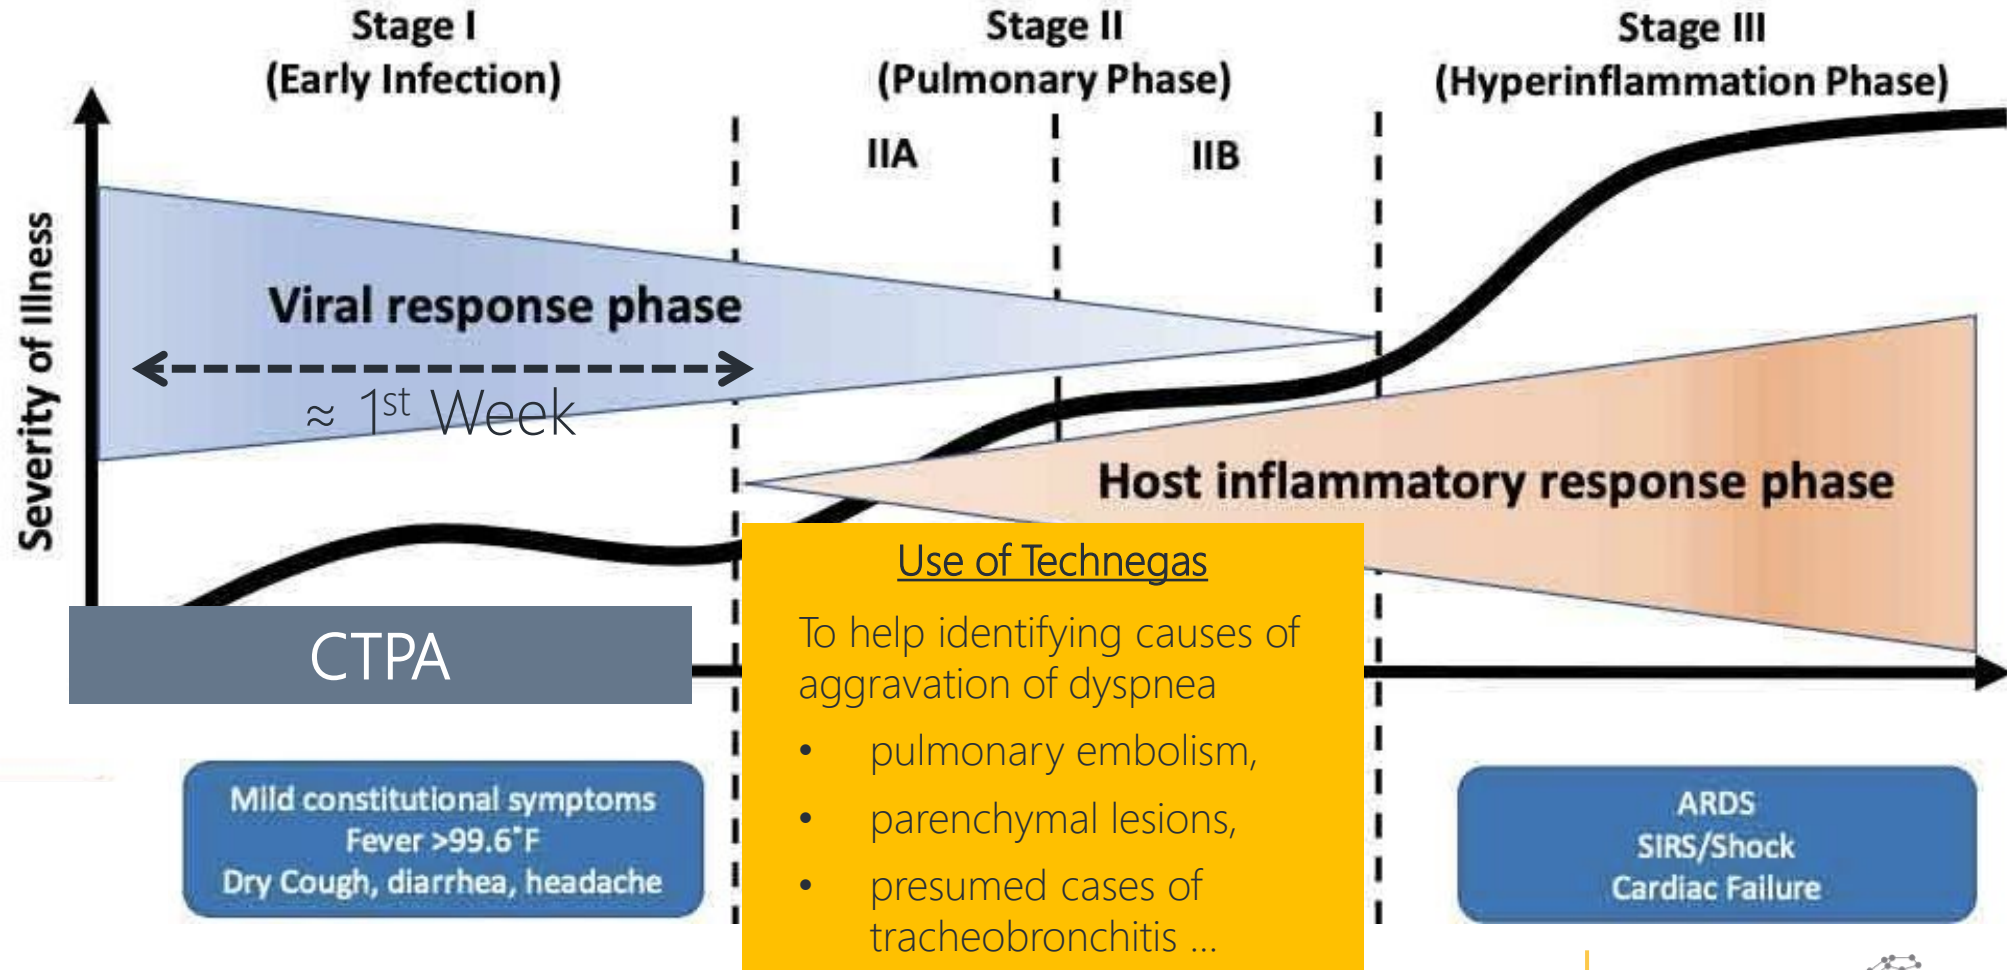 Stage I
(Early Infection)
Stage II
(Pulmonary Phase)
Stage III
(Hyperinflammation Phase)
IIA
IIB
Severity of Illness
Viral response phase
≈ 1st Week
Host inflammatory response phase
CTPA
Use of Technegas
To help identifying causes of
aggravation of dyspnea
• pulmonary embolism,
• parenchymal lesions,
• presumed cases of
tracheobronchitis ...
Mild constitutional symptoms
Fever >99.6°F
Dry Cough, diarrhea, headache
ARDS
SIRS/Shock
Cardiac Failure